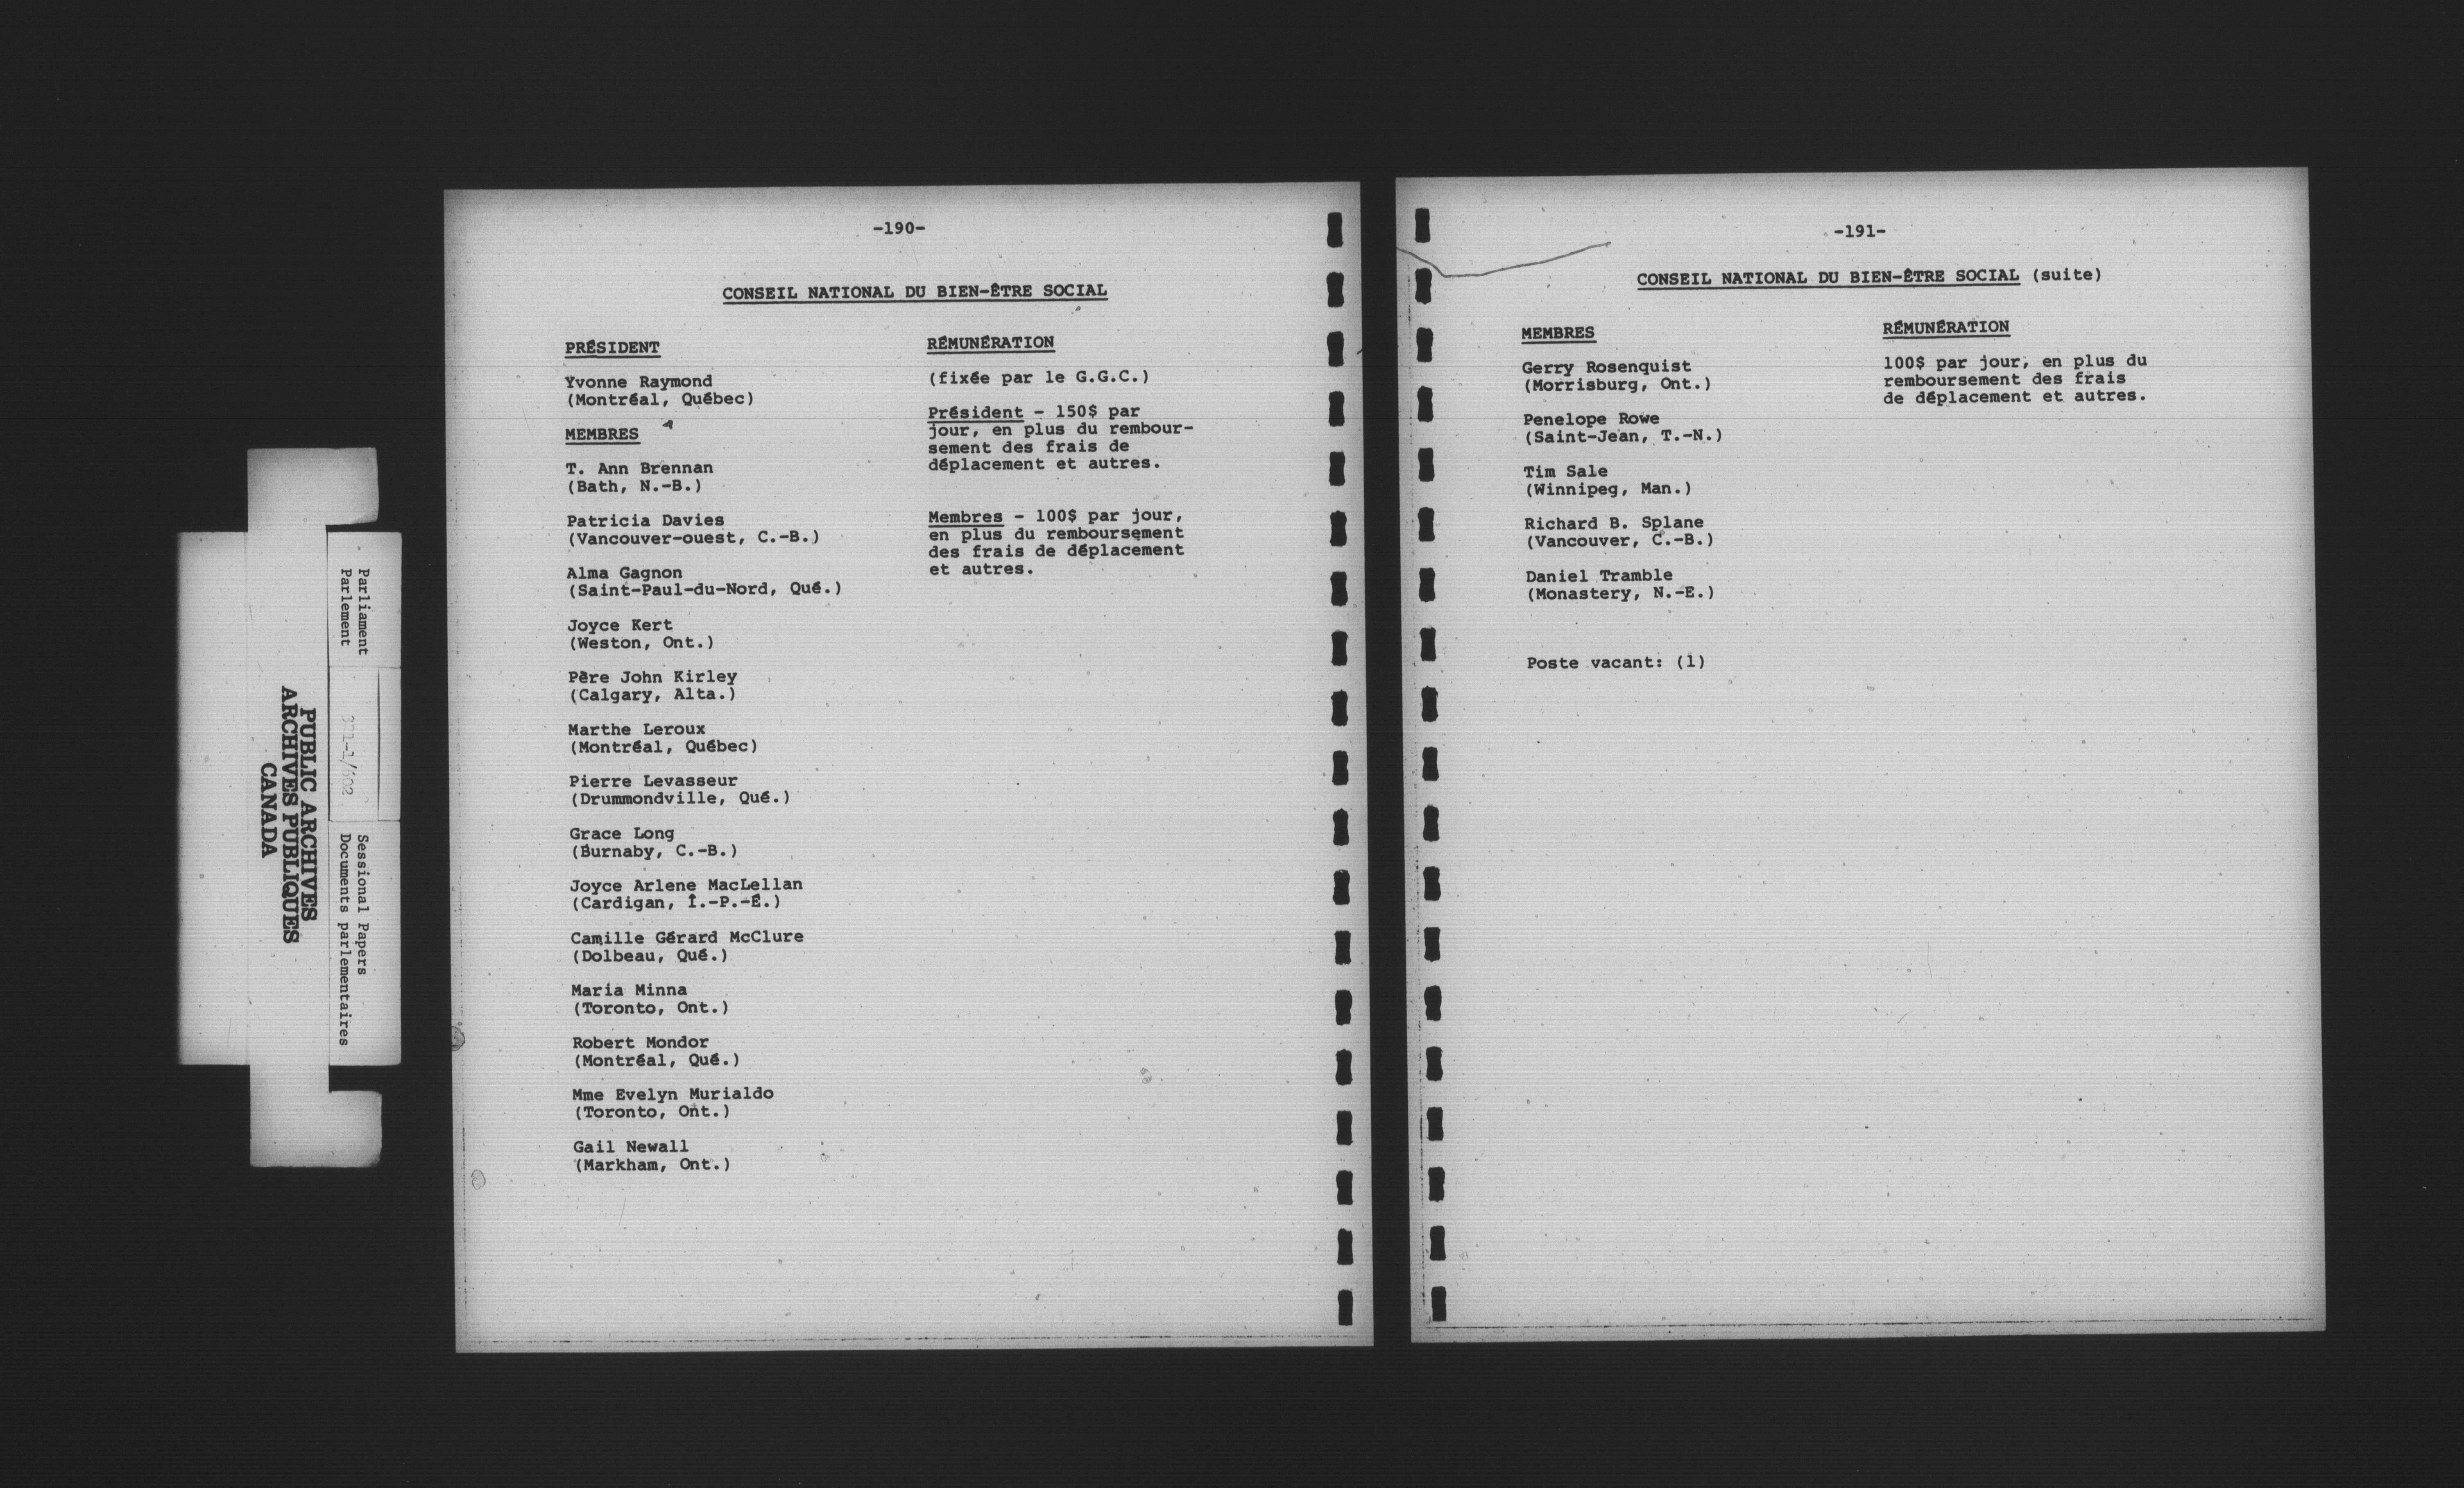 Parliament
Parlement
321-1/602
Sessional Papers
Documents parlementaires
PUBLIC ARCHIVES
ARCHIVES PUBLIQUES
CANADA
-190-
CONSEIL NATIONAL DU BIEN-ÊTRE SOCIAL
PRÉSIDENT
Yvonne Raymond
(Montréal, Québec)
MEMBRES
T. Ann Brennan
(Bath, N.-B.)
Patricia Davies
(Vancouver-ouest, C.-B.)
Alma Gagnon
(Saint-Paul-du-Nord, Qué.)
Joyce Kert
(Weston, Ont.)
Père John Kirley
(Calgary, Alta.)
Marthe Leroux
(Montréal, Québec)
Pierre Levasseur
(Drummondville, Qué.)
Grace Long
(Burnaby, C.-B.)
Joyce Arlene MacLellan
(Cardigan, Î.-P.-É.)
Camille Gérard McClure
(Dolbeau, Qué.)
Maria Minna
(Toronto, Ont.)
Robert Mondor
(Montréal, Qué.)
Mme Evelyn Murialdo
(Toronto, Ont.)
Gail Newall
(Markham, Ont.)
RÉMUNÉRATION
(fixée par le G.G.C.)
Président - 150$ par
jour, en plus du rembour-
sement des frais de
déplacement et autres.
Membres - 100$ par jour,
en plus du remboursement
des frais de déplacement
et autres.
-191-
CONSEIL NATIONAL DU BIEN-ÊTRE SOCIAL (suite)
MEMBRES
Gerry Rosenquist
(Morrisburg, Ont.)
Penelope Rowe
(Saint-Jean, T.-N.)
Tim Sale
(Winnipeg, Man.)
Richard B. Splane
(Vancouver, C.-B.)
Daniel Tramble
(Monastery, N.-E.)
Poste vacant: (1)
RÉMUNÉRATION
100$ par jour, en plus du
remboursement des frais
de déplacement et autres.